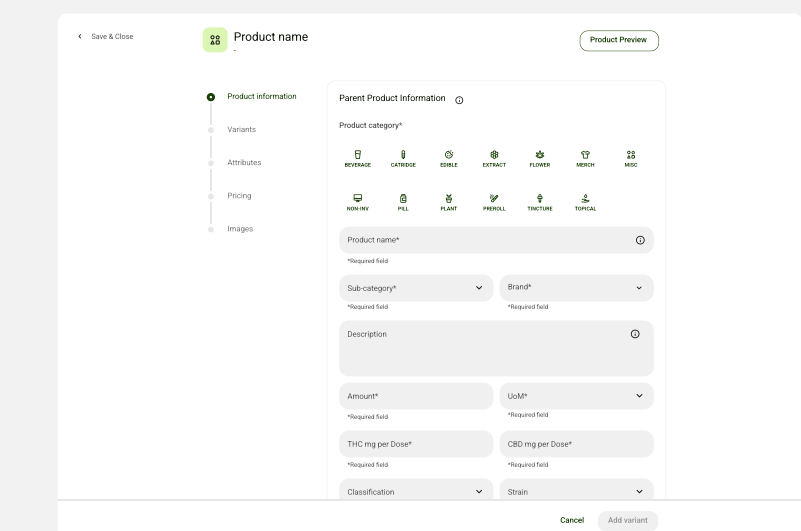 Save & Close
Product name
-
Product Preview
Product information
Variants
Attributes
Pricing
Images
Parent Product Information
Product category*
BEVERAGE CATRIDGE EDIBLE EXTRACT FLOWER MERCH MISC
NON-INV PILL PLANT PREROLL TINCTURE TOPICAL
Product name*
*Required field
Sub-category* Brand*
*Required field *Required field
Description
Amount* UoM*
*Required field *Required field
THC mg per Dose* CBD mg per Dose*
*Required field *Required field
Classification Strain
Cancel Add variant